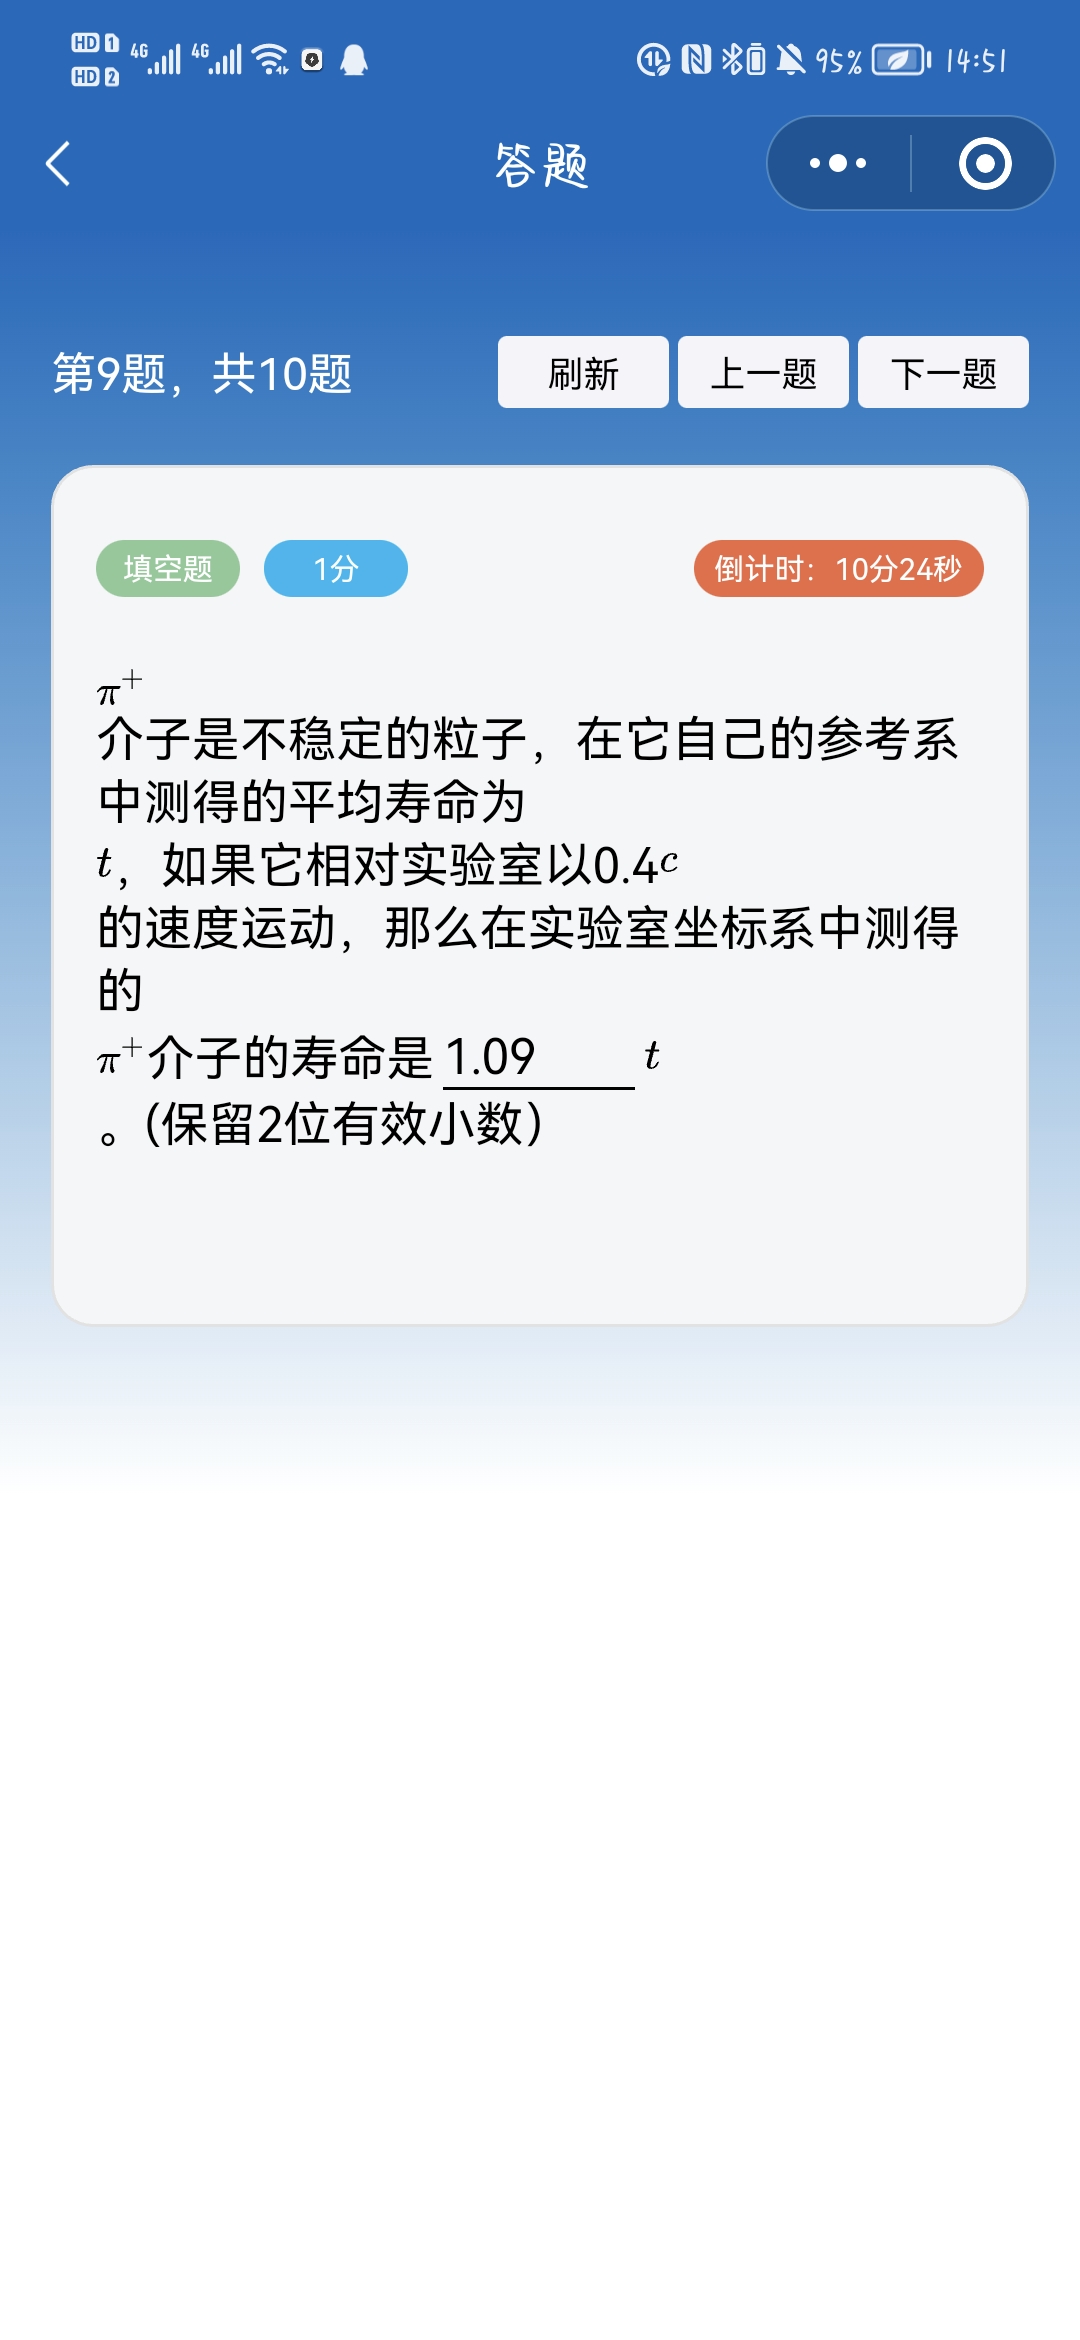 HD 1 4G 4G 95% 14:51
HD 2
答题
第9题，共10题 刷新 上一题 下一题
填空题 1分 倒计时：10分24秒
π⁺
介子是不稳定的粒子，在它自己的参考系
中测得的平均寿命为
t，如果它相对实验室以0.4c
的速度运动，那么在实验室坐标系中测得
的
π⁺介子的寿命是 1.09 t
。(保留2位有效小数）